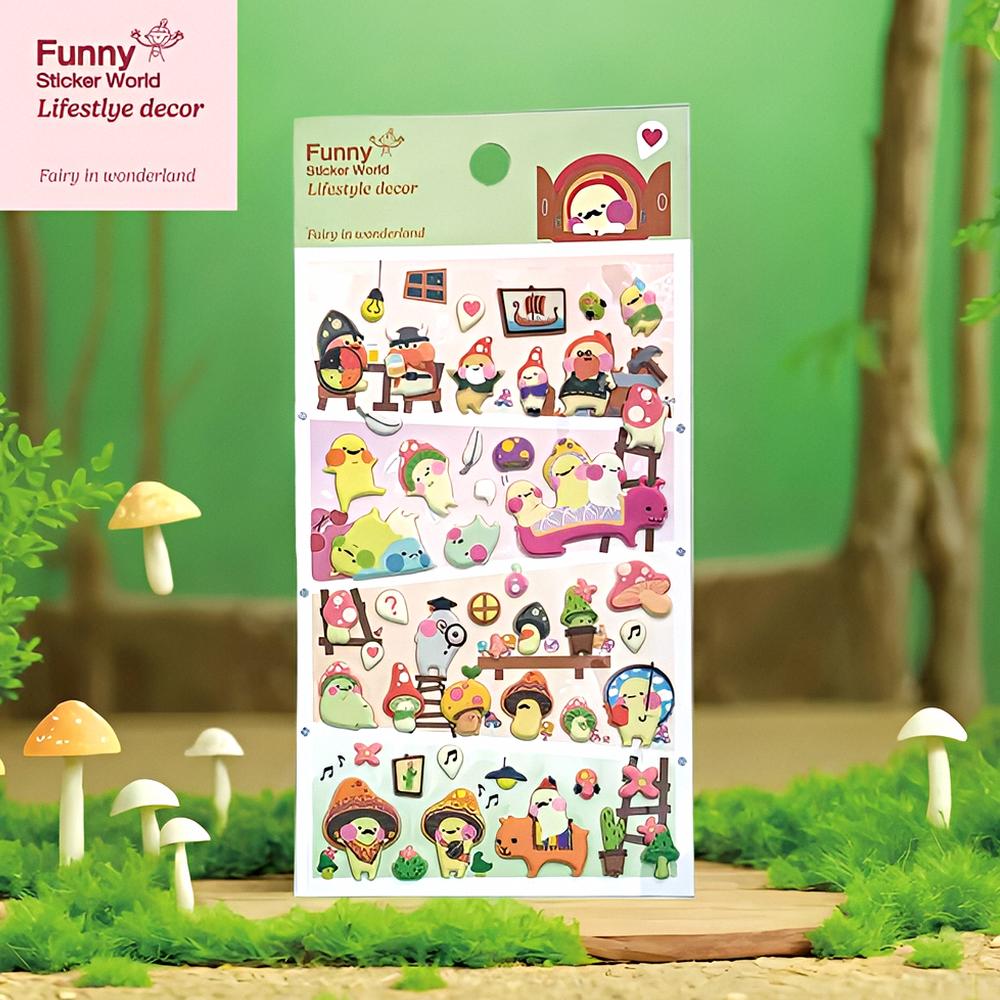 Funny
Sticker World
Lifestlye decor
Fairy in wonderland
Funny
Sticker World
Lifestyle decor
Fairy in wonderland
?